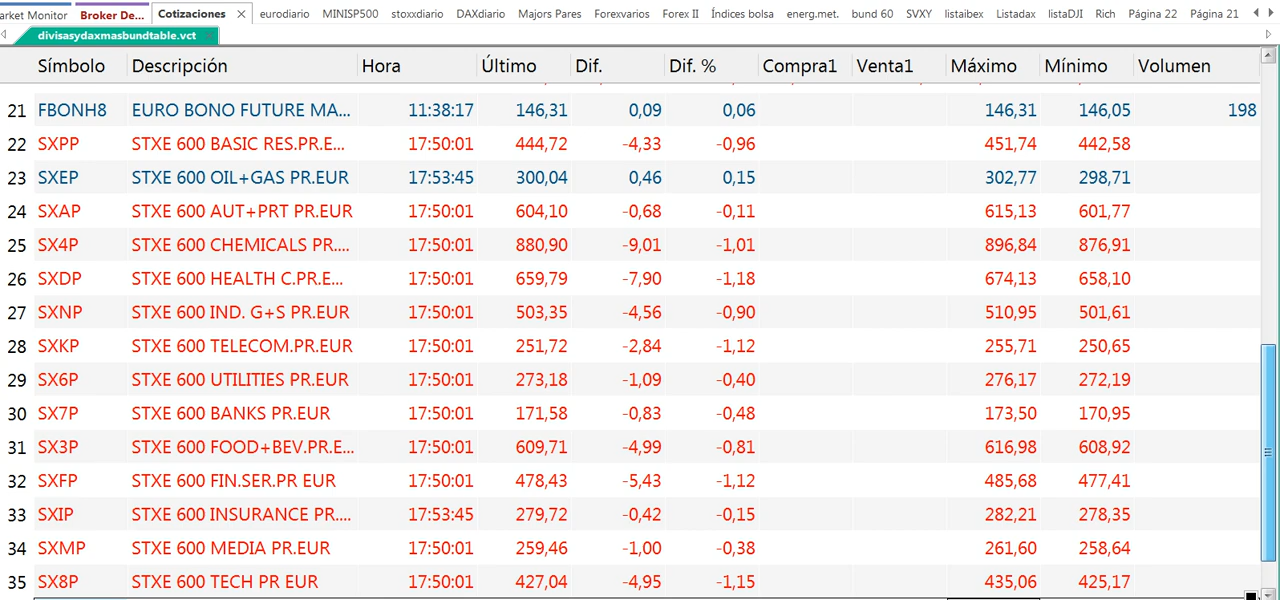 arket Monitor Broker De... Cotizaciones eurodiario MINISP500 stoxxdiario DAXdiario Majors Pares Forexvarios Forex II Índices bolsa energ.met. bund 60 SVXY listaibex Listadax listaDJI Rich Página 22 Página 21
divisasydaxmasbundtable.vct
Símbolo Descripción Hora Último Dif. Dif. % Compra1 Venta1 Máximo Mínimo Volumen
21 FBONH8 EURO BONO FUTURE MA... 11:38:17 146,31 0,09 0,06 146,31 146,05 198
22 SXPP STXE 600 BASIC RES.PR.E... 17:50:01 444,72 -4,33 -0,96 451,74 442,58
23 SXEP STXE 600 OIL+GAS PR.EUR 17:53:45 300,04 0,46 0,15 302,77 298,71
24 SXAP STXE 600 AUT+PRT PR.EUR 17:50:01 604,10 -0,68 -0,11 615,13 601,77
25 SX4P STXE 600 CHEMICALS PR.... 17:50:01 880,90 -9,01 -1,01 896,84 876,91
26 SXDP STXE 600 HEALTH C.PR.E... 17:50:01 659,79 -7,90 -1,18 674,13 658,10
27 SXNP STXE 600 IND. G+S PR.EUR 17:50:01 503,35 -4,56 -0,90 510,95 501,61
28 SXKP STXE 600 TELECOM.PR.EUR 17:50:01 251,72 -2,84 -1,12 255,71 250,65
29 SX6P STXE 600 UTILITIES PR.EUR 17:50:01 273,18 -1,09 -0,40 276,17 272,19
30 SX7P STXE 600 BANKS PR.EUR 17:50:01 171,58 -0,83 -0,48 173,50 170,95
31 SX3P STXE 600 FOOD+BEV.PR.E... 17:50:01 609,71 -4,99 -0,81 616,98 608,92
32 SXFP STXE 600 FIN.SER.PR EUR 17:50:01 478,43 -5,43 -1,12 485,68 477,41
33 SXIP STXE 600 INSURANCE PR.... 17:53:45 279,72 -0,42 -0,15 282,21 278,35
34 SXMP STXE 600 MEDIA PR.EUR 17:50:01 259,46 -1,00 -0,38 261,60 258,64
35 SX8P STXE 600 TECH PR EUR 17:50:01 427,04 -4,95 -1,15 435,06 425,17